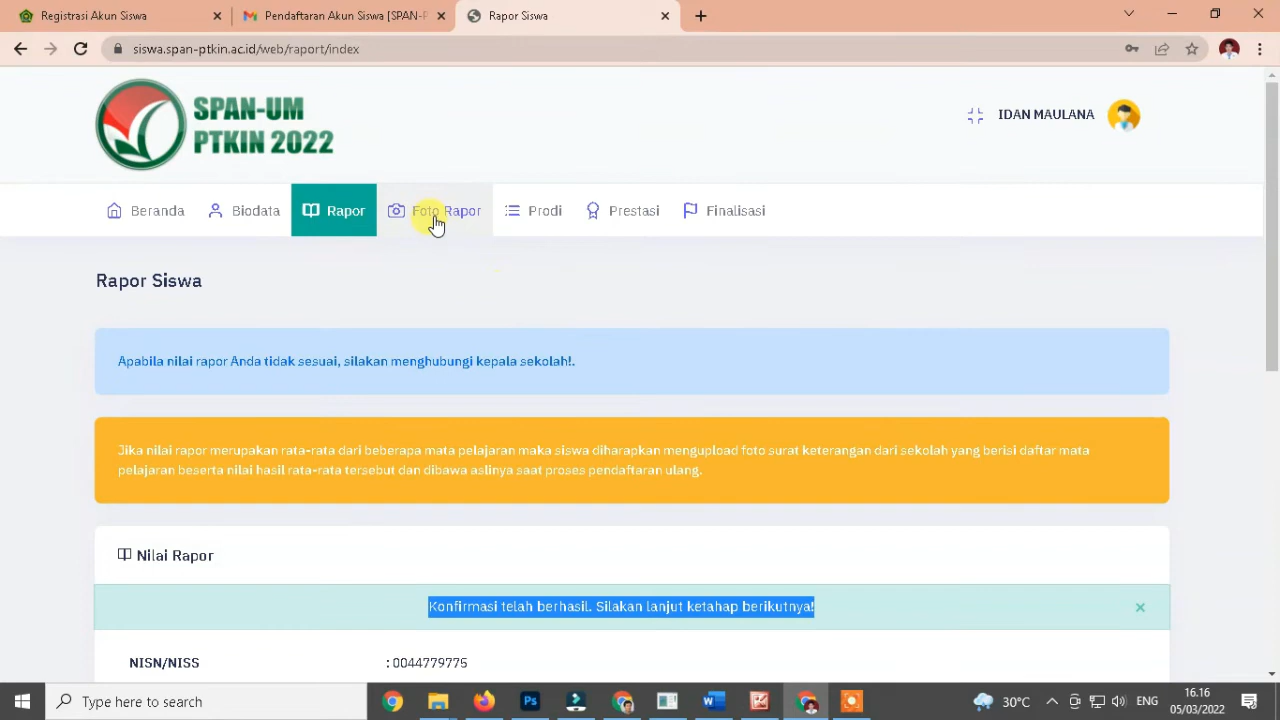 Registrasi Akun Siswa
Pendaftaran Akun Siswa [SPAN-P
Rapor Siswa
siswa.span-ptkin.ac.id/web/raport/index
SPAN-UM
PTKIN 2022
IDAN MAULANA
Beranda
Biodata
Rapor
Foto Rapor
Prodi
Prestasi
Finalisasi
Rapor Siswa
Apabila nilai rapor Anda tidak sesuai, silakan menghubungi kepala sekolah!.
Jika nilai rapor merupakan rata-rata dari beberapa mata pelajaran maka siswa diharapkan mengupload foto surat keterangan dari sekolah yang berisi daftar mata
pelajaran beserta nilai hasil rata-rata tersebut dan dibawa aslinya saat proses pendaftaran ulang.
Nilai Rapor
Konfirmasi telah berhasil. Silakan lanjut ketahap berikutnya!
NISN/NISS : 0044779775
Type here to search
30°C
ENG
16.16
05/03/2022